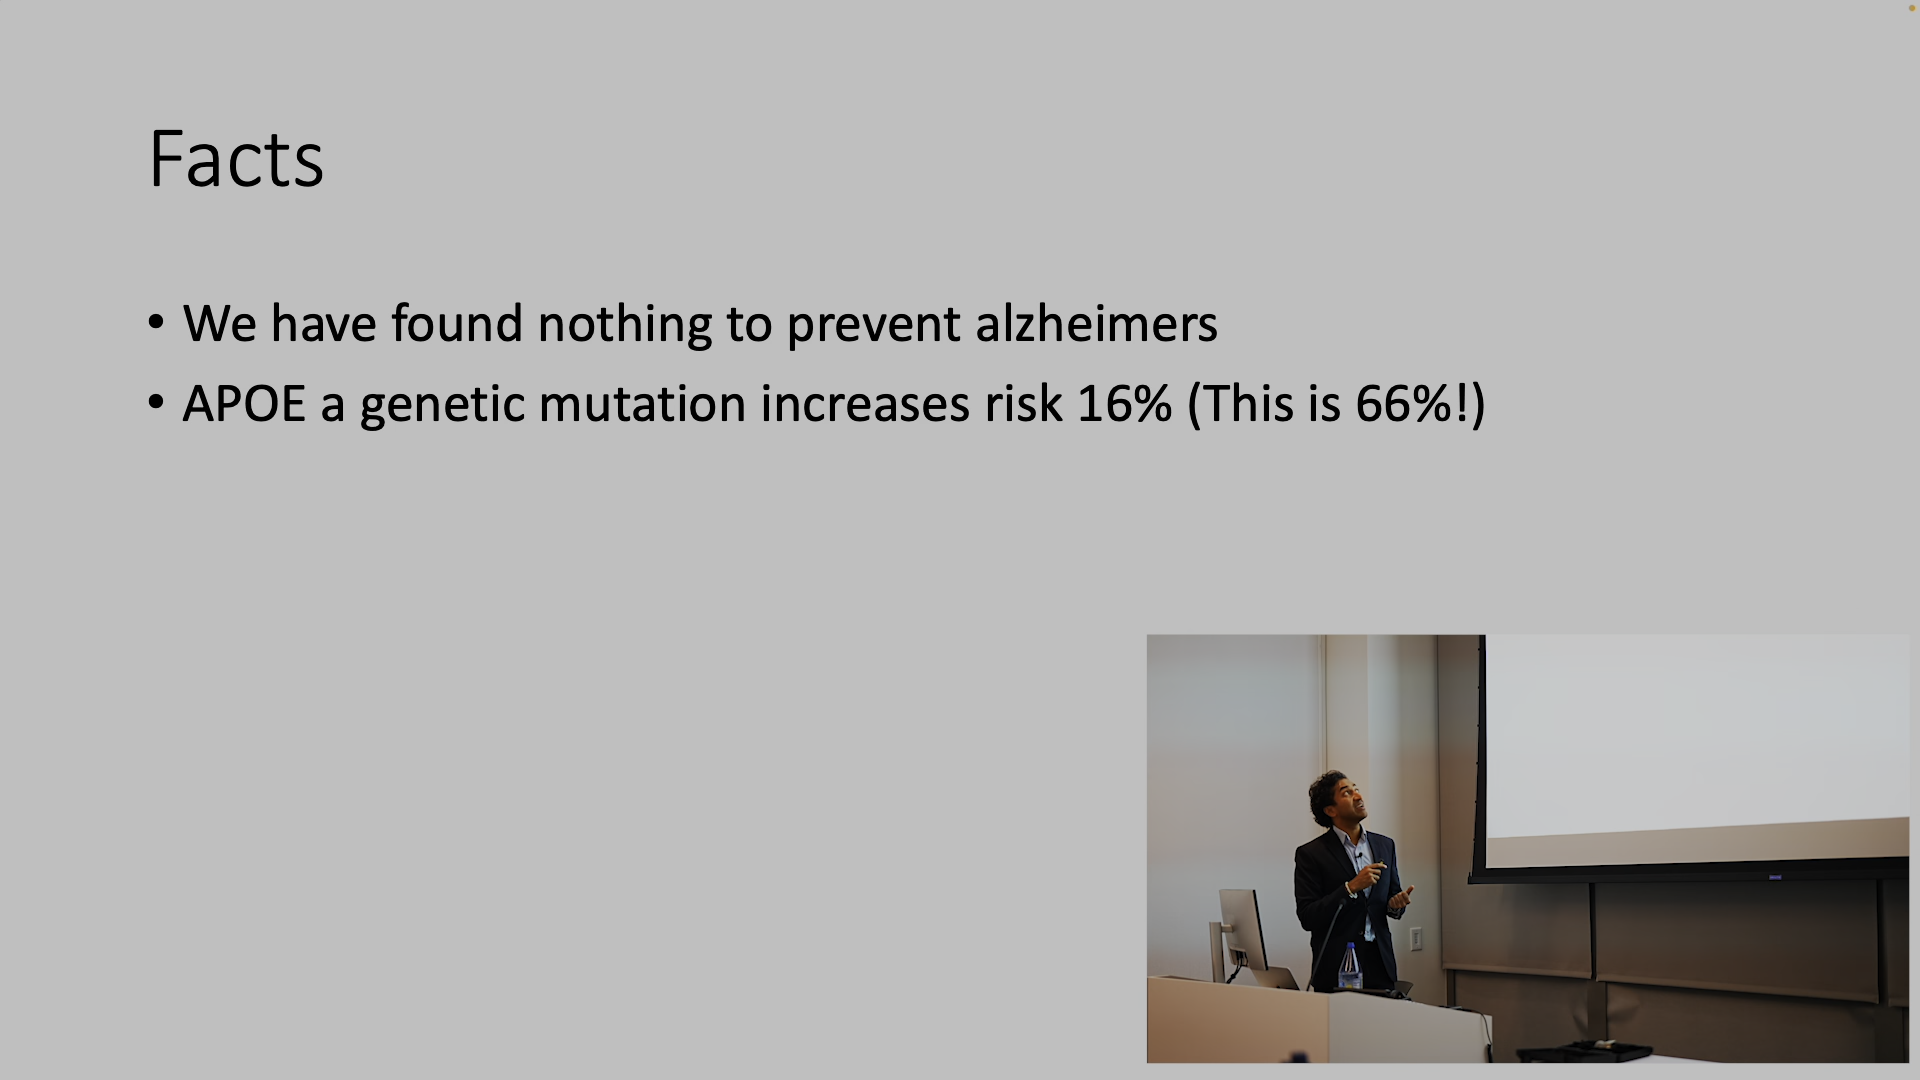 Facts
• We have found nothing to prevent alzheimers
• APOE a genetic mutation increases risk 16% (This is 66%!)